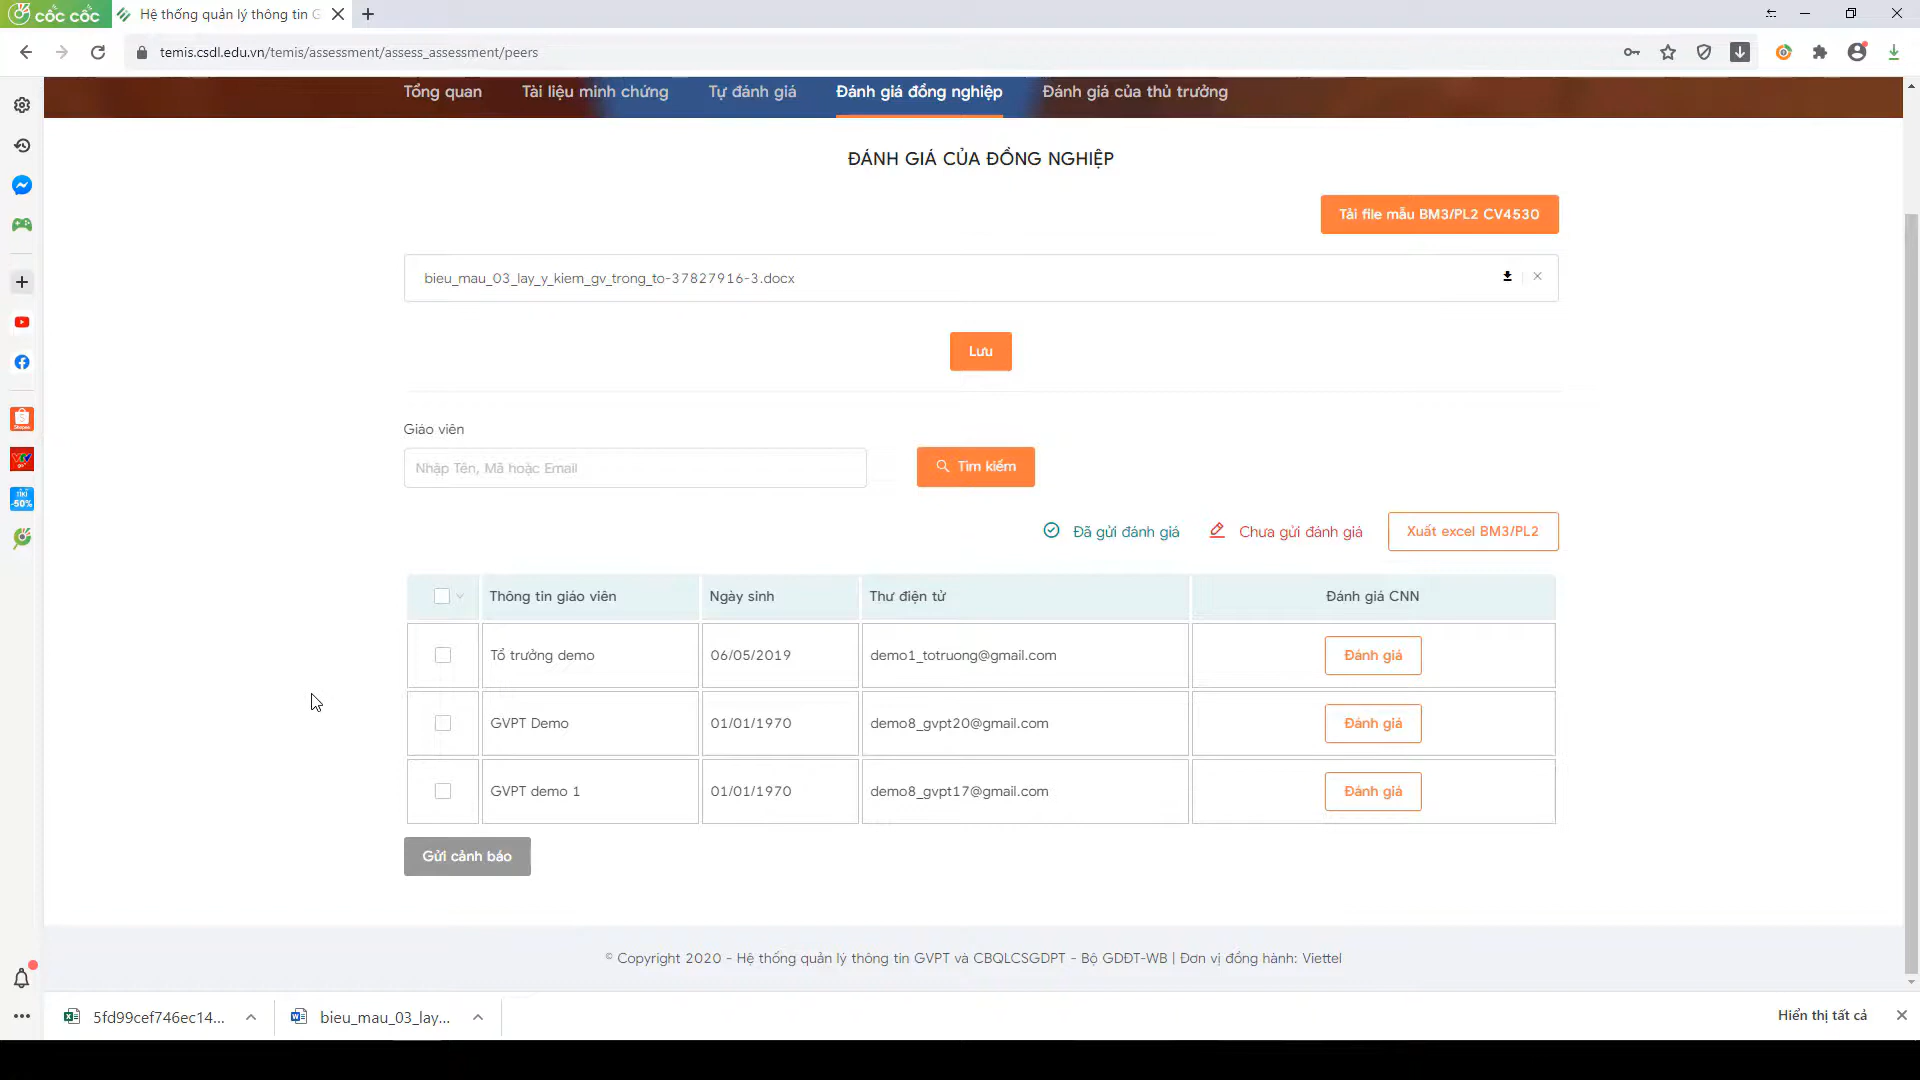 cốc cốc
Hệ thống quản lý thông tin G
temis.csdl.edu.vn/temis/assessment/assess_assessment/peers
Tổng quan
Tài liệu minh chứng
Tự đánh giá
Đánh giá đồng nghiệp
Đánh giá của thủ trưởng
ĐÁNH GIÁ CỦA ĐỒNG NGHIỆP
Tải file mẫu BM3/PL2 CV4530
bieu_mau_03_lay_y_kiem_gv_trong_to-37827916-3.docx
Lưu
Giáo viên
Nhập Tên, Mã hoặc Email
Tìm kiếm
Đã gửi đánh giá
Chưa gửi đánh giá
Xuất excel BM3/PL2
Thông tin giáo viên
Ngày sinh
Thư điện tử
Đánh giá CNN
Tổ trưởng demo
06/05/2019
demo1_totruong@gmail.com
Đánh giá
GVPT Demo
01/01/1970
demo8_gvpt20@gmail.com
Đánh giá
GVPT demo 1
01/01/1970
demo8_gvpt17@gmail.com
Đánh giá
Gửi cảnh báo
© Copyright 2020 - Hệ thống quản lý thông tin GVPT và CBQLCSGDPT - Bộ GDĐT-WB | Đơn vị đồng hành: Viettel
5fd99cef746ec14...
bieu_mau_03_lay...
Hiển thị tất cả